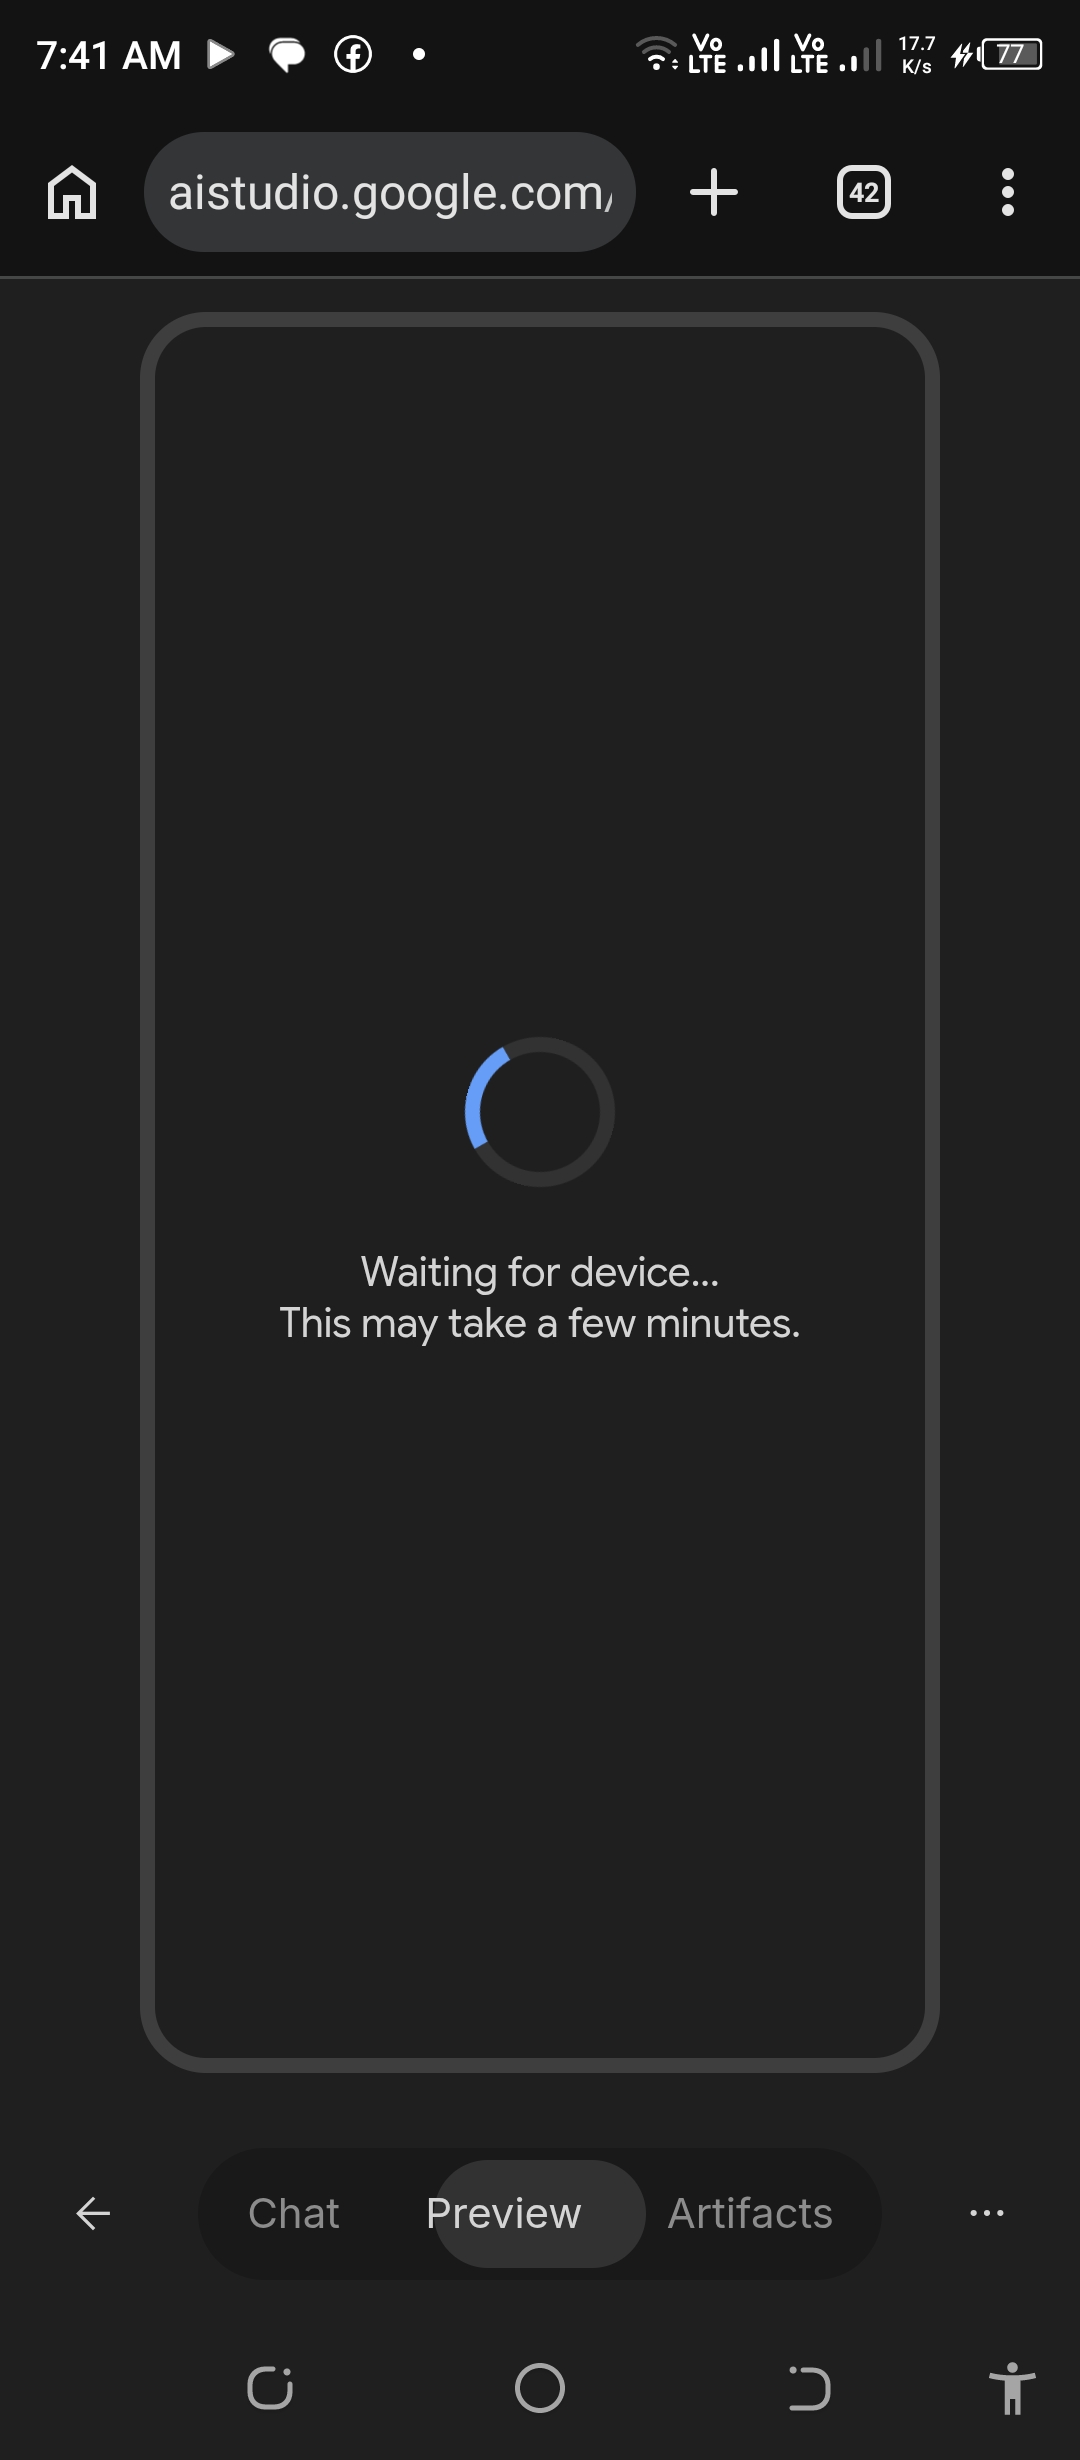 7:41 AM
Vo LTE
Vo LTE
17.7 K/s
77
aistudio.google.com/
42
Waiting for device...
This may take a few minutes.
Chat
Preview
Artifacts